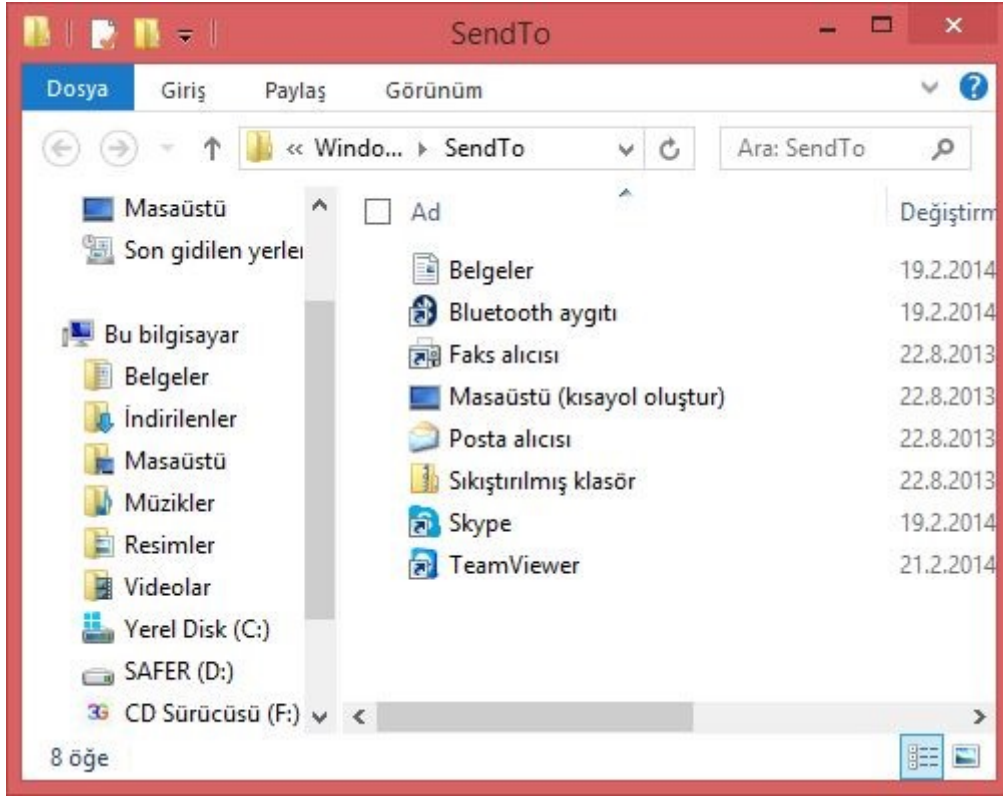 SendTo
Dosya Giriş Paylaş Görünüm
« Windo... SendTo Ara: SendTo
Masaüstü
Son gidilen yerler
Bu bilgisayar
Belgeler
İndirilenler
Masaüstü
Müzikler
Resimler
Videolar
Yerel Disk (C:)
SAFER (D:)
CD Sürücüsü (F:)
Ad Değiştirm
Belgeler 19.2.2014
Bluetooth aygıtı 19.2.2014
Faks alıcısı 22.8.2013
Masaüstü (kısayol oluştur) 22.8.2013
Posta alıcısı 22.8.2013
Sıkıştırılmış klasör 22.8.2013
Skype 19.2.2014
TeamViewer 21.2.2014
8 öğe